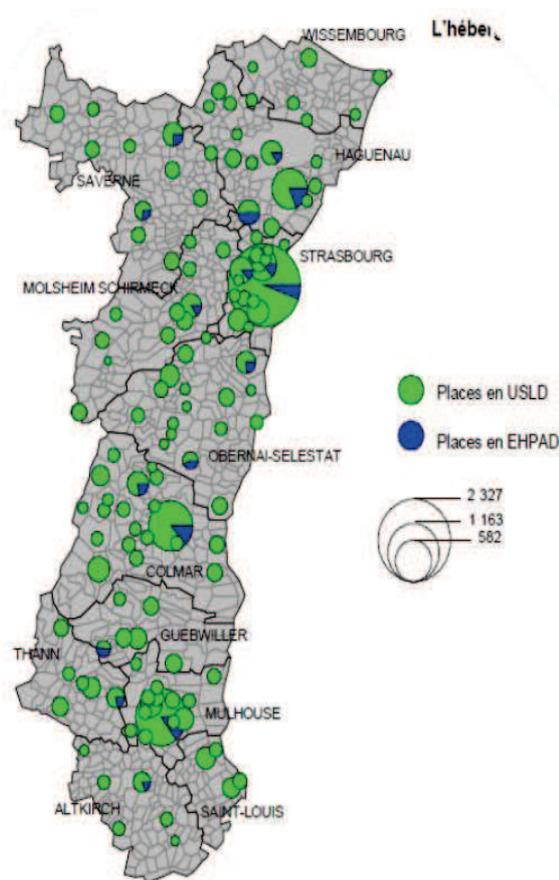 WISSEMBOURG
L'héber
HAGUENAU
SAVERNE
STRASBOURG
MOLSHEIM SCHIRMECK
Places en USLD
Places en EHPAD
OBERNAI-SELESTAT
2 327
1 163
582
COLMAR
GUEBWILLER
THANN
MULHOUSE
ALTKIRCH
SAINT-LOUIS